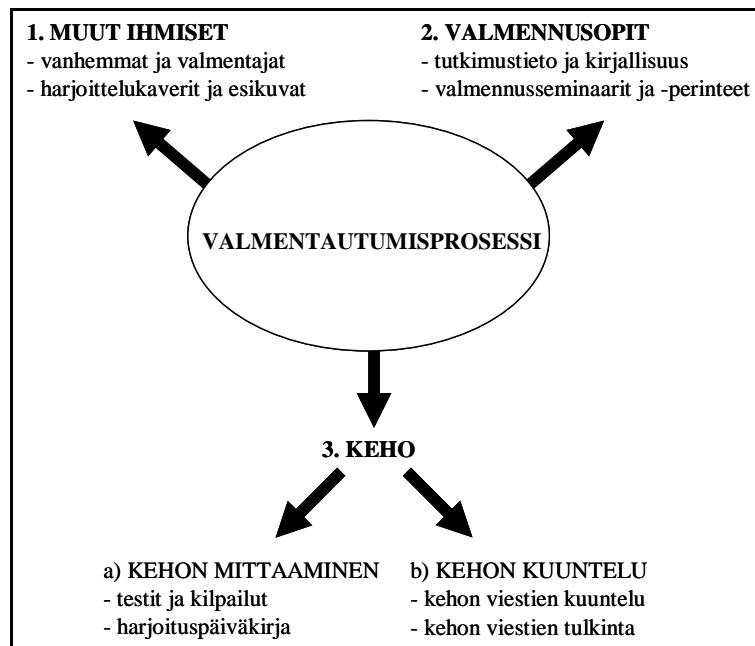 1. MUUT IHMISET
- vanhemmat ja valmentajat
- harjoittelukaverit ja esikuvat
2. VALMENNUSOPIT
- tutkimustieto ja kirjallisuus
- valmennusseminaarit ja -perinteet
VALMENTAUTUMISPROSESSI
3. KEHO
a) KEHON MITTAAMINEN
- testit ja kilpailut
- harjoituspäiväkirja
b) KEHON KUUNTELU
- kehon viestien kuuntelu
- kehon viestien tulkinta